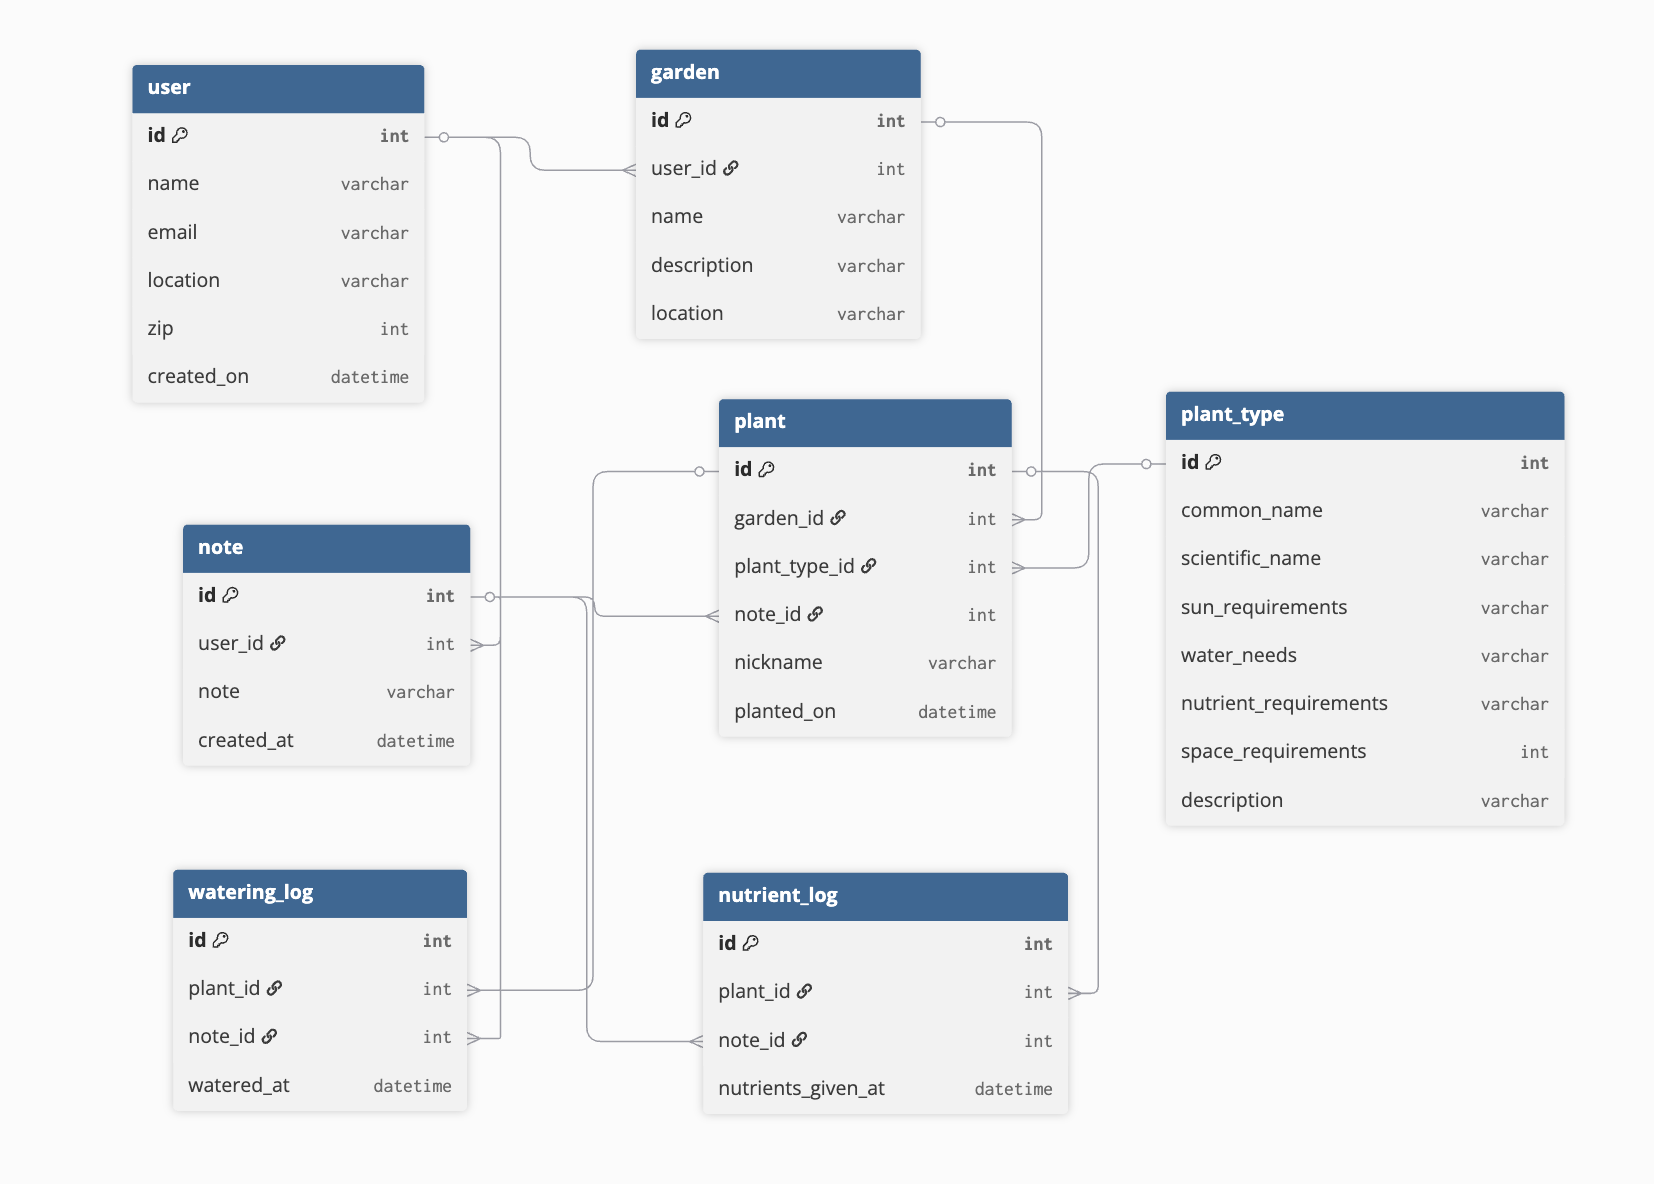 user
id int
name varchar
email varchar
location varchar
zip int
created_on datetime
garden
id int
user_id int
name varchar
description varchar
location varchar
plant
id int
garden_id int
plant_type_id int
note_id int
nickname varchar
planted_on datetime
plant_type
id int
common_name varchar
scientific_name varchar
sun_requirements varchar
water_needs varchar
nutrient_requirements varchar
space_requirements int
description varchar
note
id int
user_id int
note varchar
created_at datetime
watering_log
id int
plant_id int
note_id int
watered_at datetime
nutrient_log
id int
plant_id int
note_id int
nutrients_given_at datetime